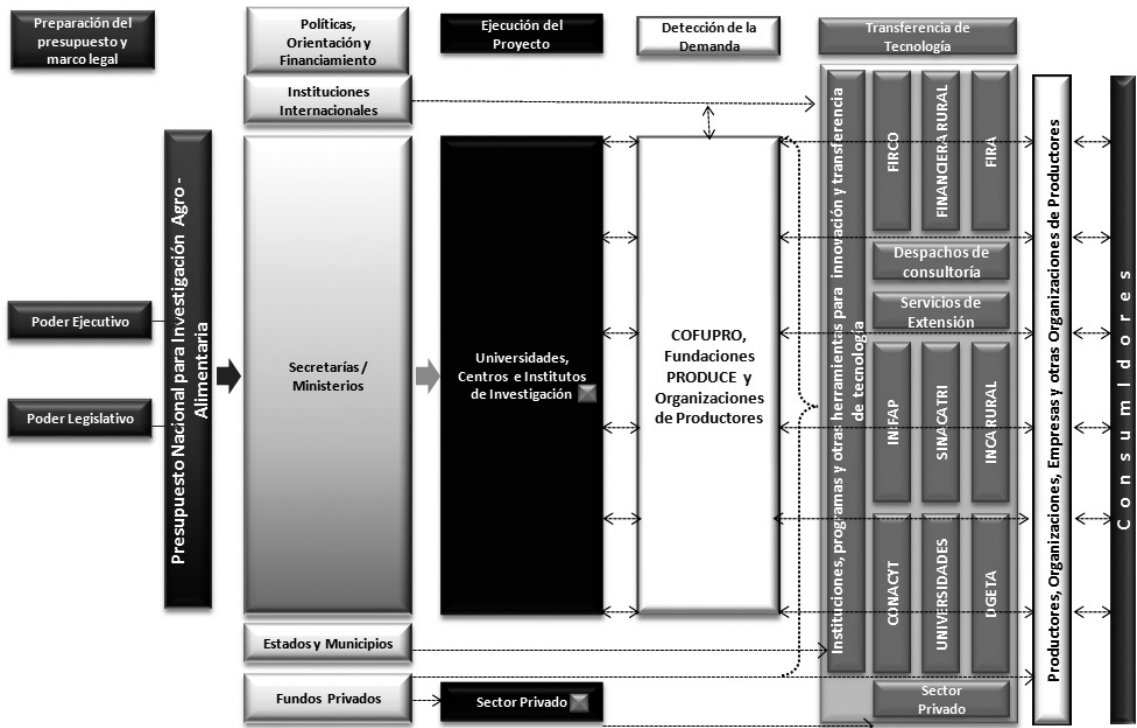 Preparación del
presupuesto y
marco legal
Políticas,
Orientación y
Financiamiento
Ejecución del
Proyecto
Detección de la
Demanda
Transferencia de
Tecnología
Instituciones
Internacionales
Presupuesto Nacional para Investigación Agro -
Alimentaria
Poder Ejecutivo
Poder Legislativo
Secretarías /
Ministerios
Universidades,
Centros e Institutos
de Investigación
COFUPRO,
Fundaciones
PRODUCE y
Organizaciones
de Productores
Instituciones, programas y otras herramientas para innovación y transferencia
de tecnología
FIRCO
FINANCIERA RURAL
FIRA
Despachos de
consultoría
Servicios de
Extensión
INIFAP
SINACATRI
INCA RURAL
CONACYT
UNIVERSIDADES
DGETA
Sector
Privado
Productores, Organizaciones, Empresas y otras Organizaciones de Productores
Consumidores
Estados y Municipios
Fundos Privados
Sector Privado